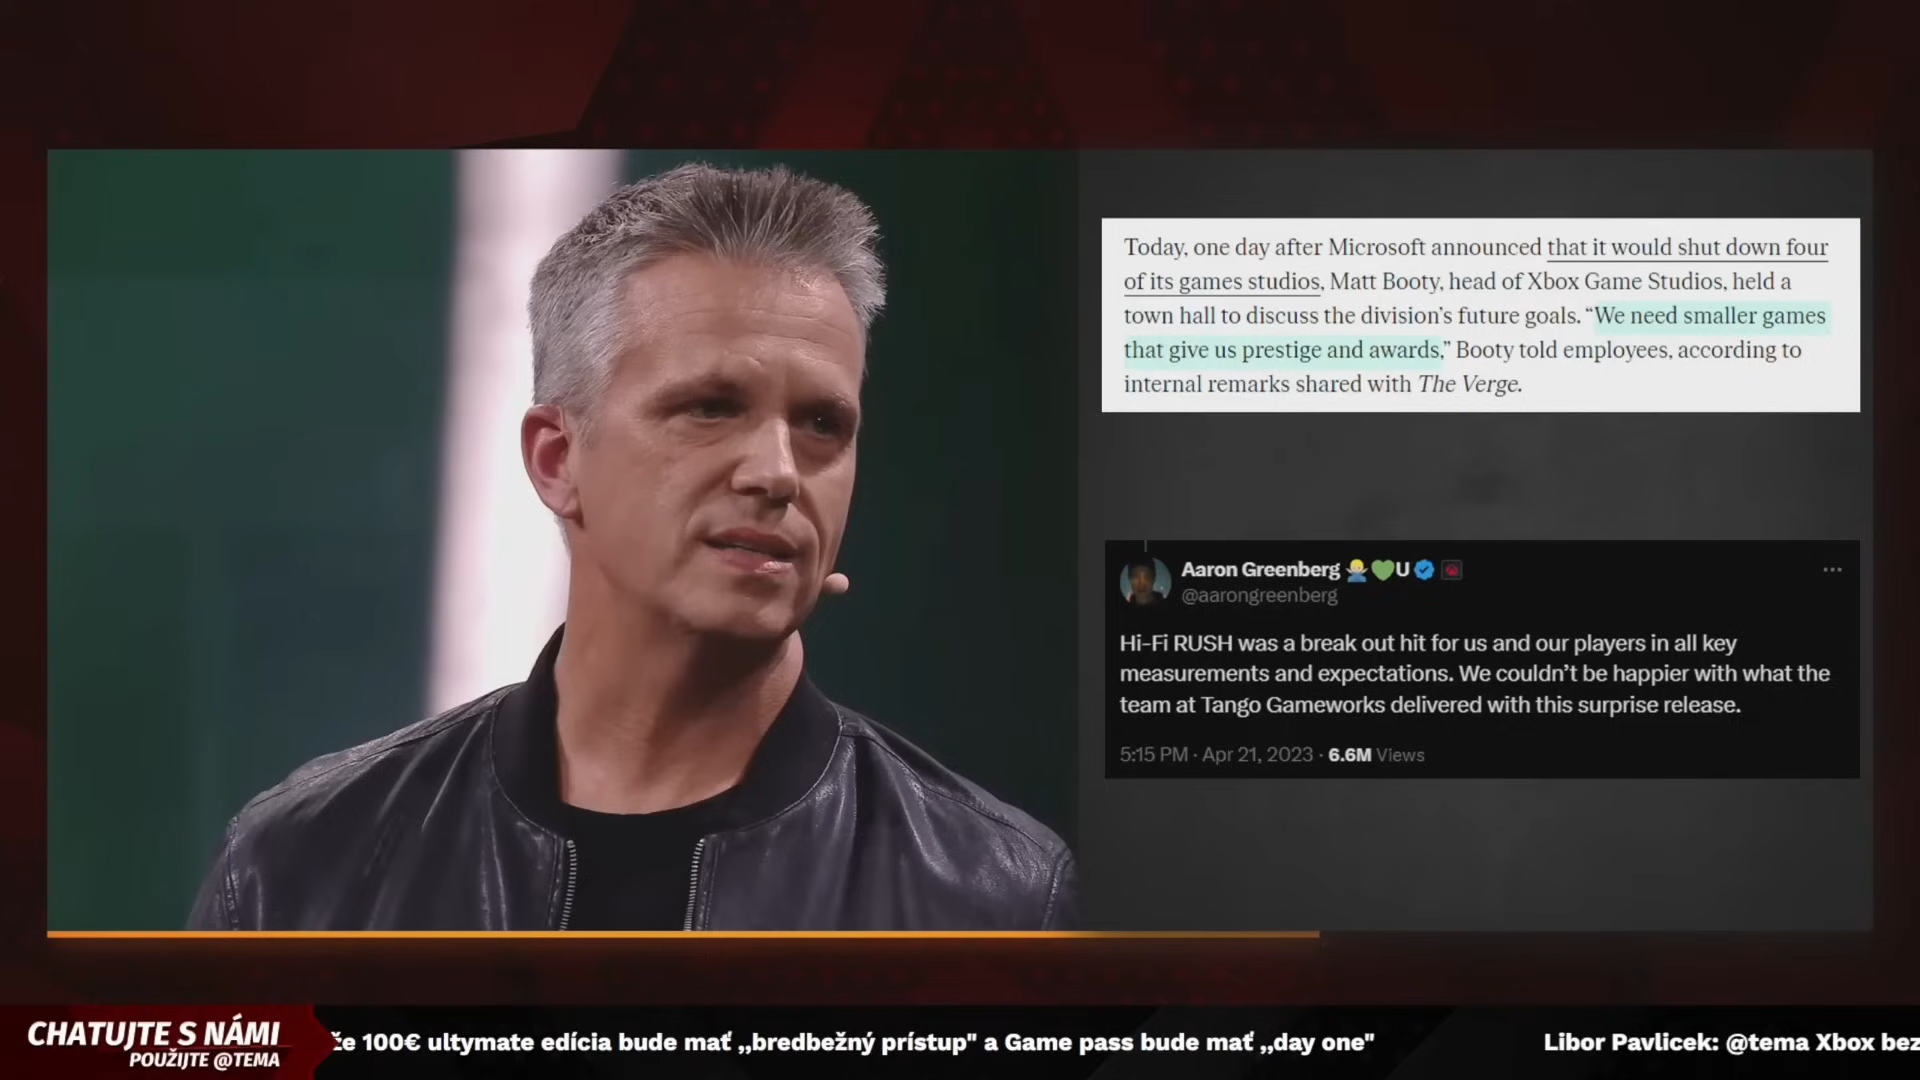 Today, one day after Microsoft announced that it would shut down four
of its games studios, Matt Booty, head of Xbox Game Studios, held a
town hall to discuss the division's future goals. “We need smaller games
that give us prestige and awards,” Booty told employees, according to
internal remarks shared with The Verge.
Aaron Greenberg 🙅🏼‍♂️💚U
@aarongreenberg
Hi-Fi RUSH was a break out hit for us and our players in all key
measurements and expectations. We couldn’t be happier with what the
team at Tango Gameworks delivered with this surprise release.
5:15 PM · Apr 21, 2023 · 6.6M Views
CHATUJTE S NÁMI
POUŽIJTE @TEMA
že 100€ ultymate edícia bude mať ,,bredbežný prístup" a Game pass bude mať ,,day one"
Libor Pavlicek: @tema Xbox bez